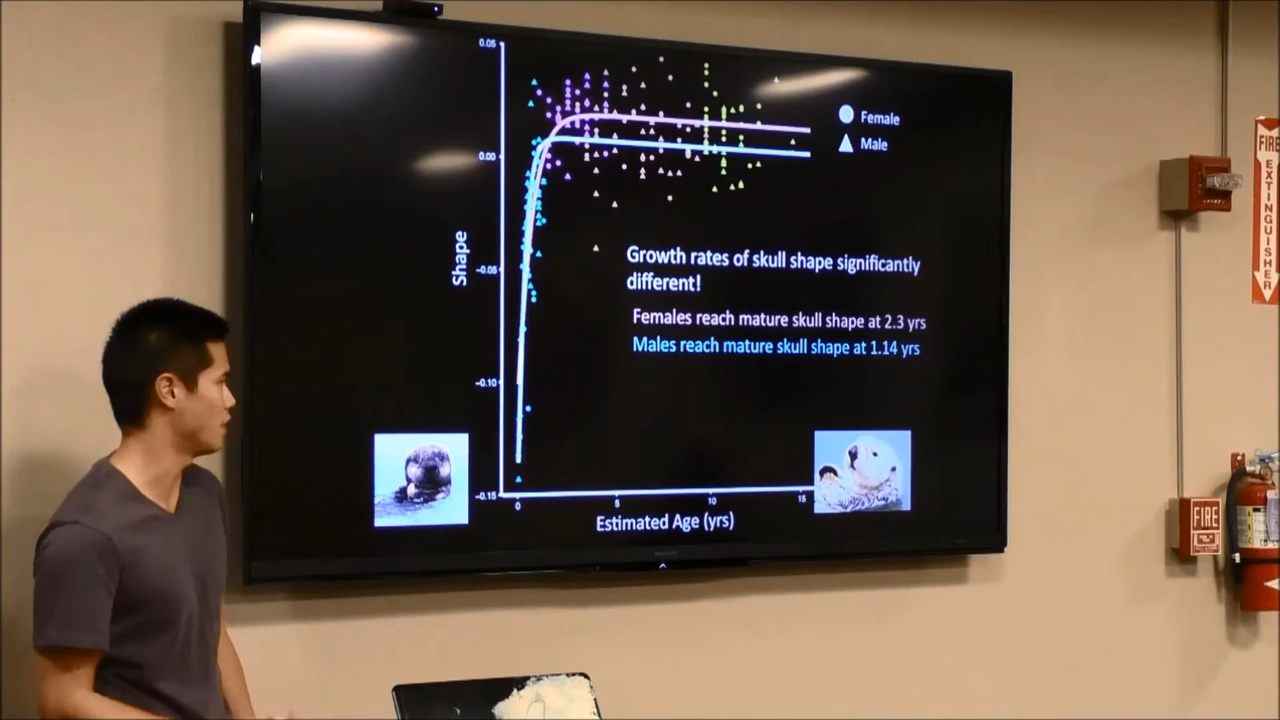 0.05
Female
Male
0.00
Shape
Growth rates of skull shape significantly
different!
−0.05
Females reach mature skull shape at 2.3 yrs
Males reach mature skull shape at 1.14 yrs
−0.10
−0.15
0
5
10
15
Estimated Age (yrs)
FIRE
EXTINGUISHER
FIRE